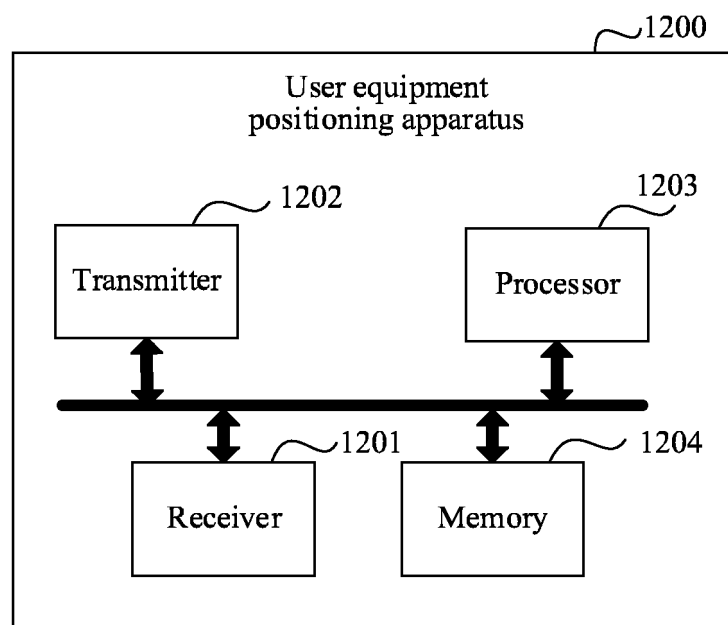 1200
User equipment
positioning apparatus
1202
1203
Transmitter
Processor
1201
1204
Receiver
Memory